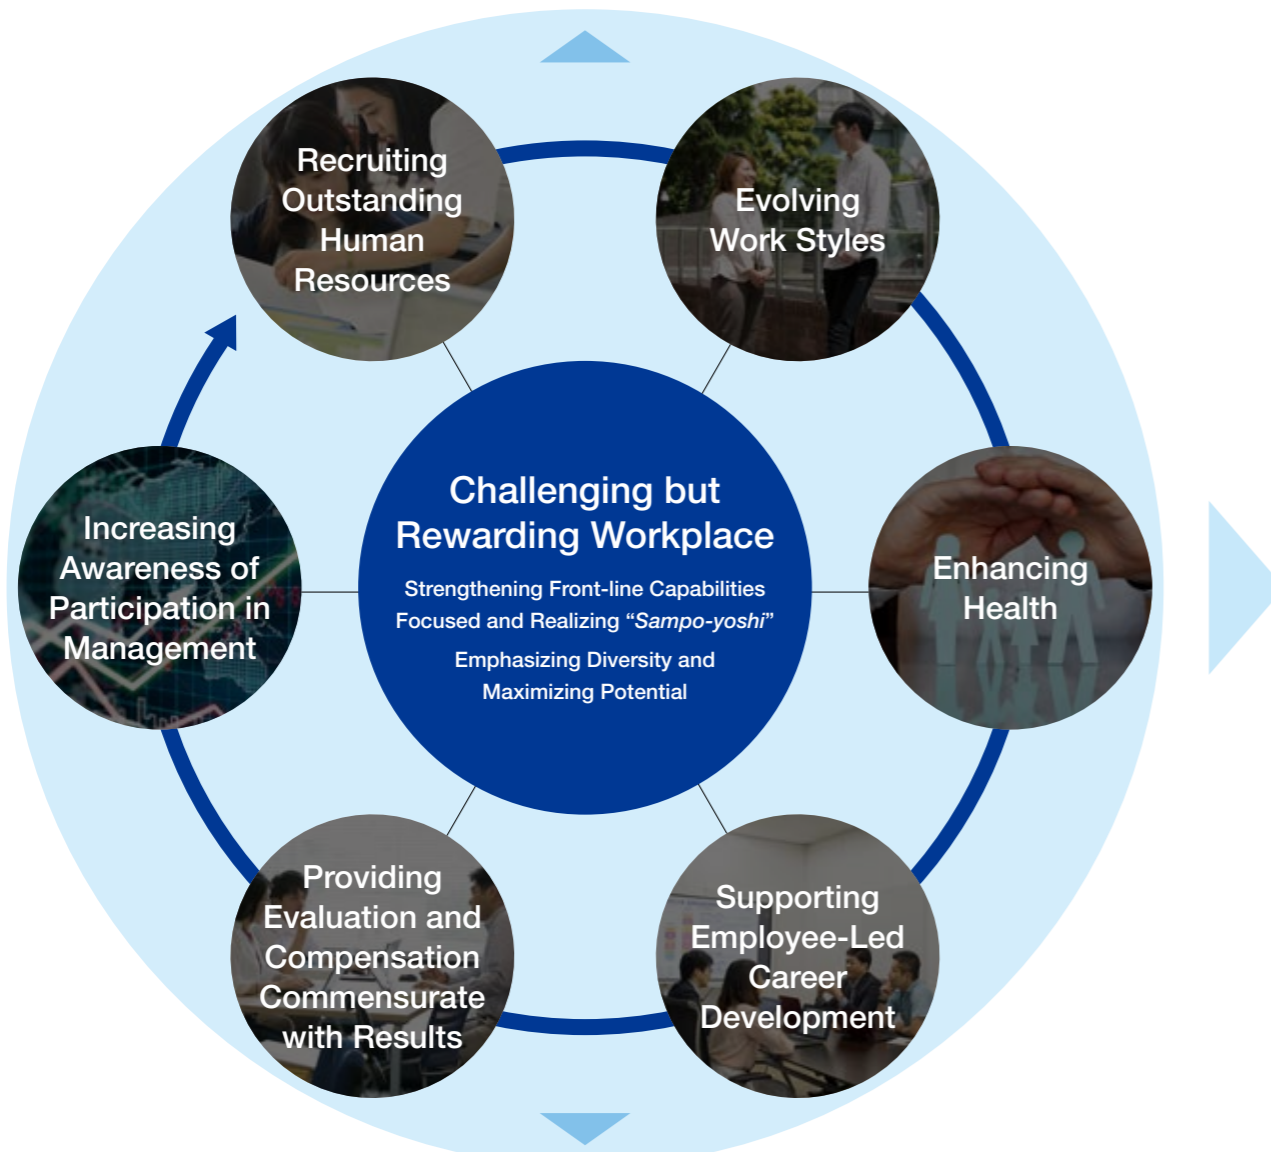 Recruiting
Outstanding
Human
Resources
Evolving
Work Styles
Challenging but
Rewarding Workplace
Strengthening Front-line Capabilities
Focused and Realizing “Sampo-yoshi”
Emphasizing Diversity and
Maximizing Potential
Increasing
Awareness of
Participation in
Management
Enhancing
Health
Providing
Evaluation and
Compensation
Commensurate
with Results
Supporting
Employee-Led
Career
Development